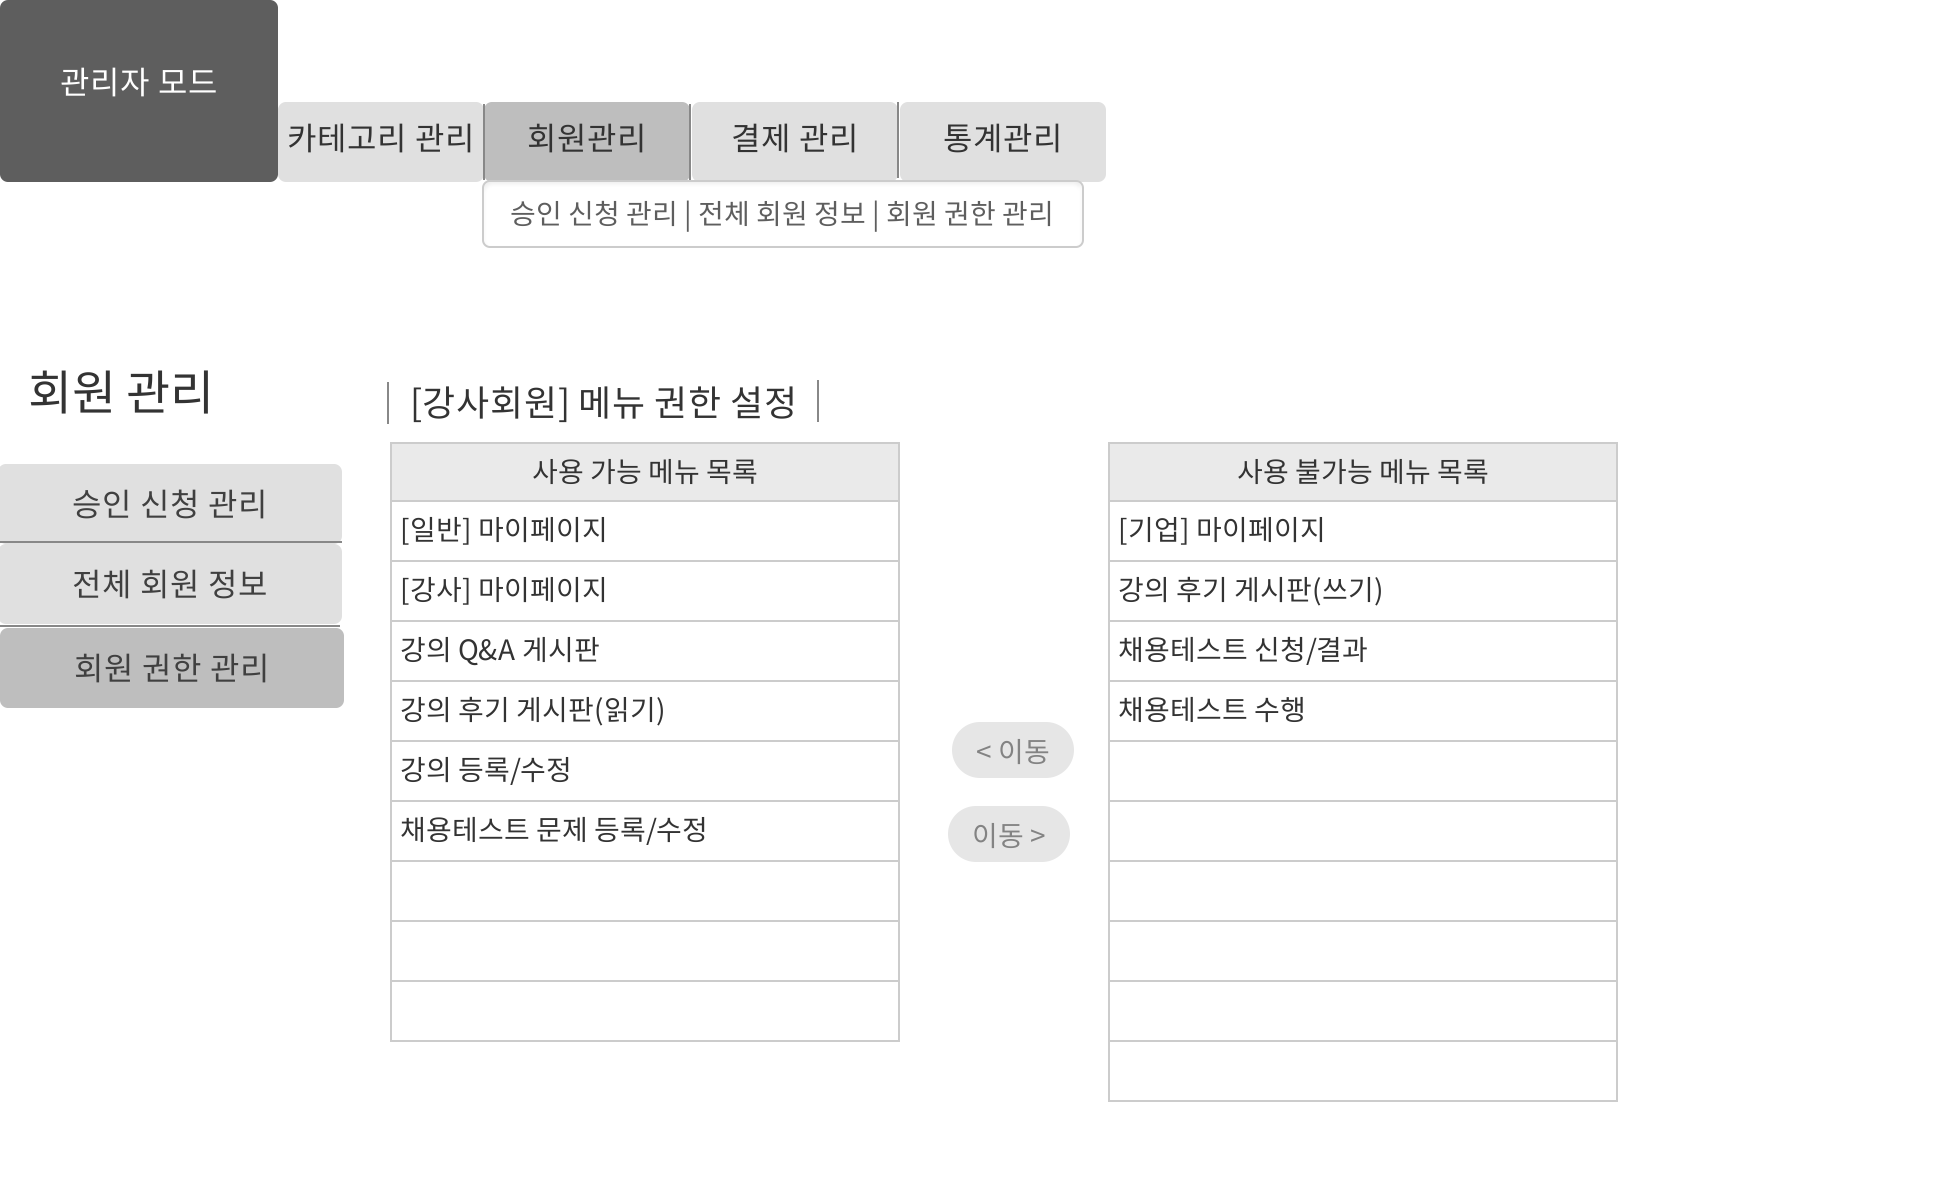 관리자 모드
카테고리 관리
회원관리
결제 관리
통계관리
승인 신청 관리 | 전체 회원 정보 | 회원 권한 관리
회원 관리
승인 신청 관리
전체 회원 정보
회원 권한 관리
[강사회원] 메뉴 권한 설정
사용 가능 메뉴 목록
[일반] 마이페이지
[강사] 마이페이지
강의 Q&A 게시판
강의 후기 게시판(읽기)
강의 등록/수정
채용테스트 문제 등록/수정
< 이동
이동 >
사용 불가능 메뉴 목록
[기업] 마이페이지
강의 후기 게시판(쓰기)
채용테스트 신청/결과
채용테스트 수행